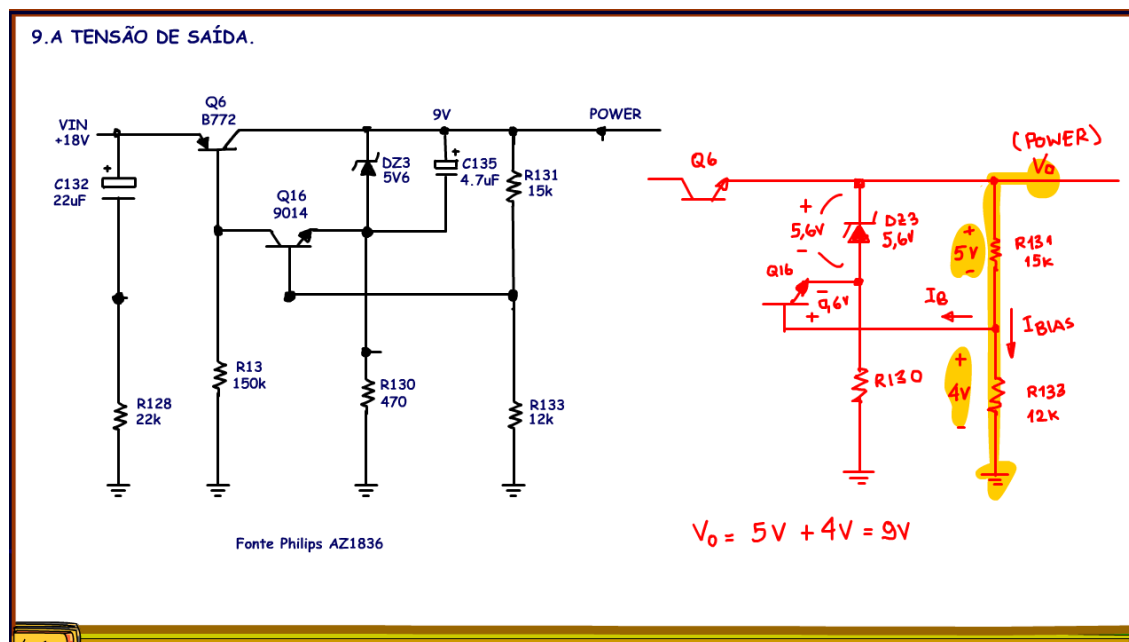 9.A TENSÃO DE SAÍDA.
Q6
B772
VIN
+18V
9V
POWER
+
C132
22uF
DZ3
5V6
+
C135
4.7uF
R131
15k
Q16
9014
R13
150k
R128
22k
R130
470
R133
12k
Fonte Philips AZ1836
(POWER)
Vo
Q6
+
5,6V
-
DZ3
5,6V
+
5V
-
R131
15K
Q16
-
0,6V
+
IB
IBIAS
R130
+
4V
-
R133
12K
Vo = 5V + 4V = 9V